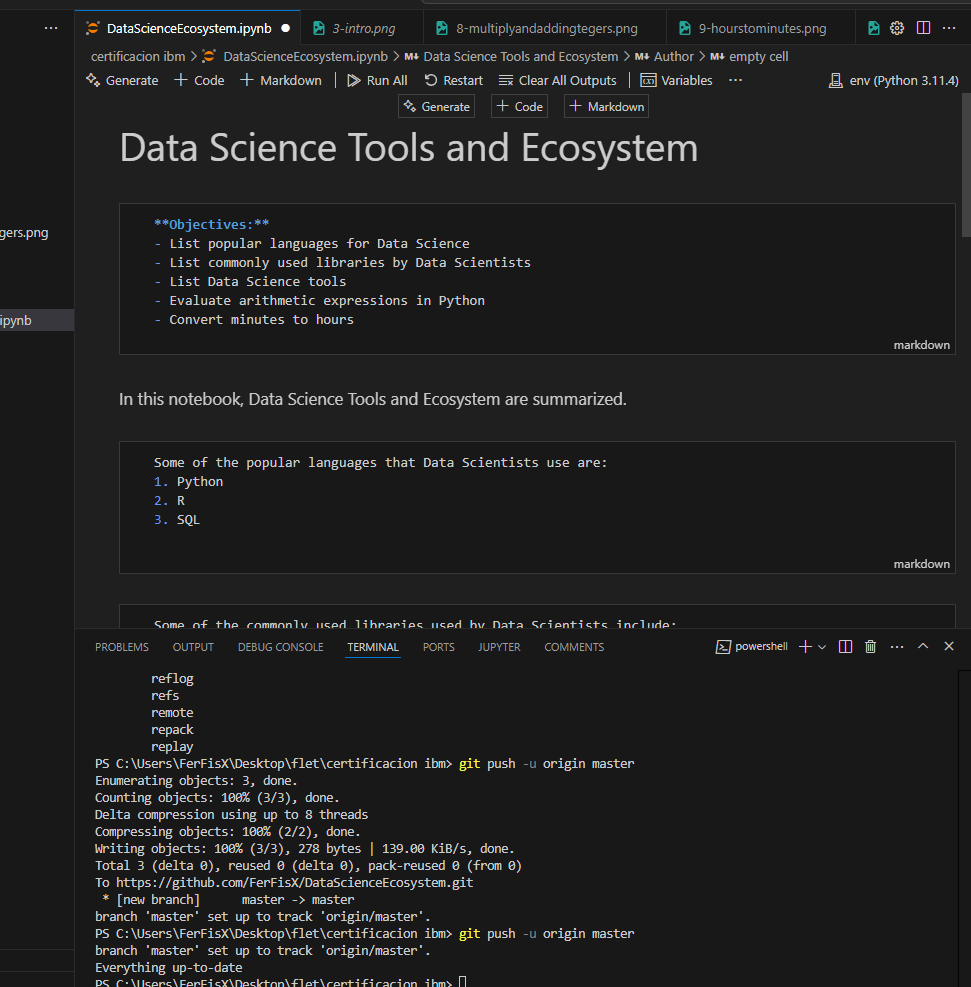 DataScienceEcosystem.ipynb 3-intro.png 8-multiplyandaddingtegers.png 9-hourstominutes.png
certificacion ibm > DataScienceEcosystem.ipynb > M↓ Data Science Tools and Ecosystem > M↓ Author > M↓ empty cell
Generate + Code + Markdown | Run All Restart Clear All Outputs | Variables ... env (Python 3.11.4)
Generate + Code + Markdown
Data Science Tools and Ecosystem
gers.png
ipynb
**Objectives:**
- List popular languages for Data Science
- List commonly used libraries by Data Scientists
- List Data Science tools
- Evaluate arithmetic expressions in Python
- Convert minutes to hours
markdown
In this notebook, Data Science Tools and Ecosystem are summarized.
Some of the popular languages that Data Scientists use are:
1. Python
2. R
3. SQL
markdown
Some of the commonly used libraries used by Data Scientists include:
PROBLEMS OUTPUT DEBUG CONSOLE TERMINAL PORTS JUPYTER COMMENTS powershell
reflog
refs
remote
repack
replay
PS C:\Users\FerFisX\Desktop\flet\certificacion ibm> git push -u origin master
Enumerating objects: 3, done.
Counting objects: 100% (3/3), done.
Delta compression using up to 8 threads
Compressing objects: 100% (2/2), done.
Writing objects: 100% (3/3), 278 bytes | 139.00 KiB/s, done.
Total 3 (delta 0), reused 0 (delta 0), pack-reused 0 (from 0)
To https://github.com/FerFisX/DataScienceEcosystem.git
* [new branch] master -> master
branch 'master' set up to track 'origin/master'.
PS C:\Users\FerFisX\Desktop\flet\certificacion ibm> git push -u origin master
branch 'master' set up to track 'origin/master'.
Everything up-to-date
PS C:\Users\FerFisX\Desktop\flet\certificacion ibm>